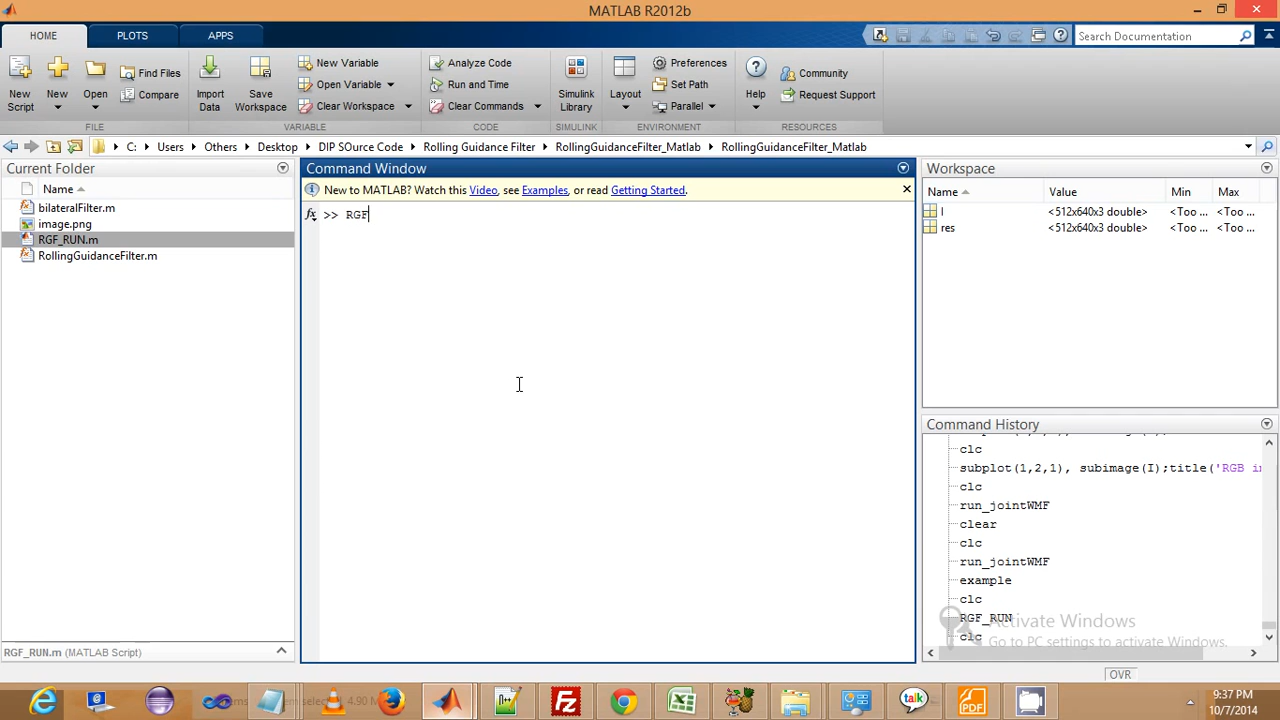 MATLAB R2012b
HOME PLOTS APPS
Search Documentation
New Script
New
Open
Find Files
Compare
Import Data
Save Workspace
New Variable
Open Variable
Clear Workspace
Analyze Code
Run and Time
Clear Commands
Simulink Library
Layout
Preferences
Set Path
Parallel
Help
Community
Request Support
FILE VARIABLE CODE SIMULINK ENVIRONMENT RESOURCES
C: Users Others Desktop DIP SOurce Code Rolling Guidance Filter RollingGuidanceFilter_Matlab RollingGuidanceFilter_Matlab
Current Folder
Name
bilateralFilter.m
image.png
RGF_RUN.m
RollingGuidanceFilter.m
RGF_RUN.m (MATLAB Script)
Command Window
New to MATLAB? Watch this Video, see Examples, or read Getting Started.
fx >> RGF
Workspace
Name Value Min Max
I <512x640x3 double> <Too ... <Too ...
res <512x640x3 double> <Too ... <Too ...
Command History
clc
subplot(1,2,1), subimage(I);title('RGB i
clc
run_jointWMF
clear
clc
run_jointWMF
example
clc
RGF_RUN
clc
Activate Windows
Go to PC settings to activate Windows.
OVR
talk
PDF
9:37 PM
10/7/2014